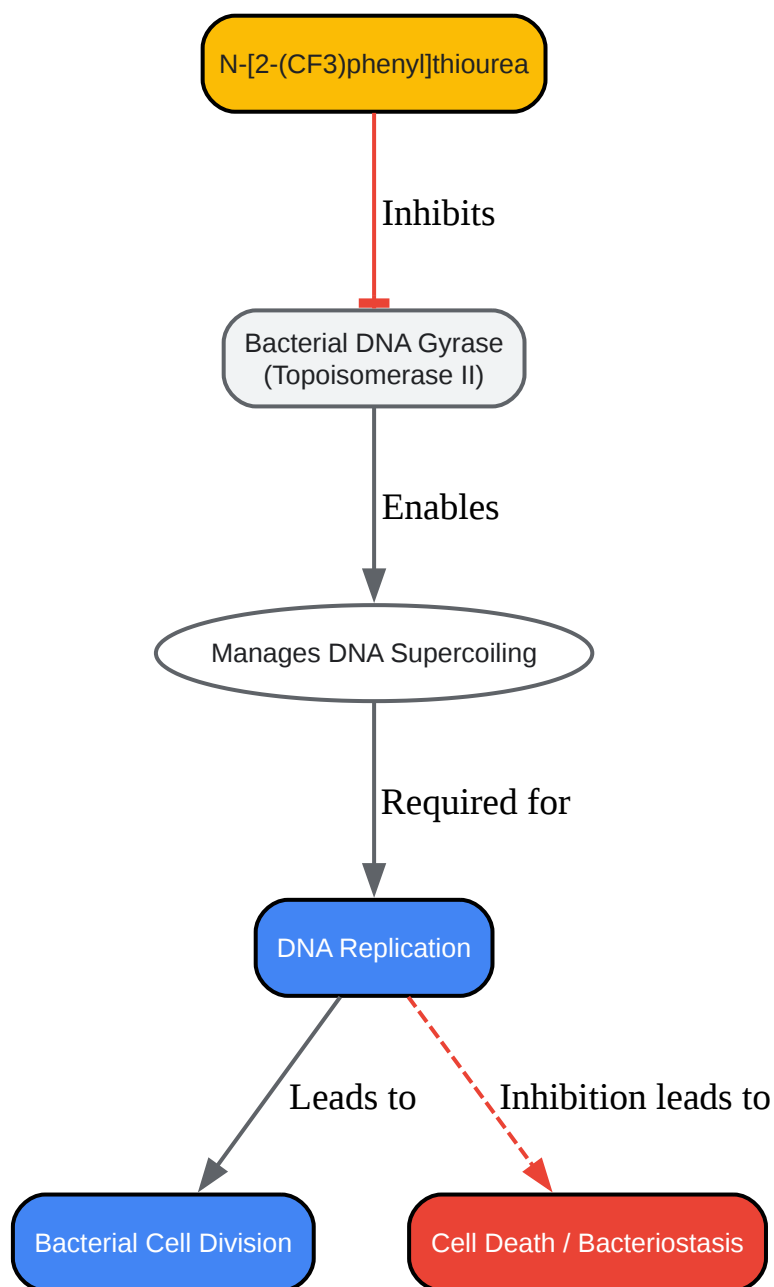 N-[2-(CF3)phenyl]thiourea
Inhibits
Bacterial DNA Gyrase
(Topoisomerase II)
Enables
Manages DNA Supercoiling
Required for
DNA Replication
Leads to
Inhibition leads to
Bacterial Cell Division
Cell Death / Bacteriostasis